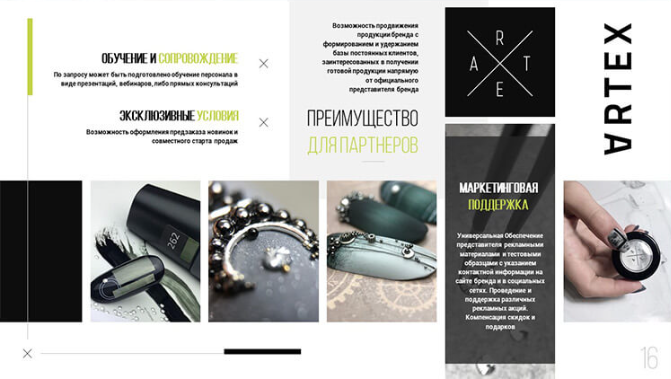 ОБУЧЕНИЕ И СОПРОВОЖДЕНИЕ
По запросу может быть подготовлено обучение персонала в
виде презентаций, вебинаров, либо прямых консультаций
ЭКСКЛЮЗИВНЫЕ УСЛОВИЯ
Возможность оформления предзаказа новинок и
совместного старта продаж
Возможность продвижения
продукции бренда с
формированием и удержанием
базы постоянных клиентов,
заинтересованных в получении
готовой продукции напрямую
от официального
представителя бренда
ПРЕИМУЩЕСТВО
ДЛЯ ПАРТНЕРОВ
R
A T
E
ARTEX
262
МАРКЕТИНГОВАЯ
ПОДДЕРЖКА
Универсальная Обеспечение
представителя рекламными
материалами и тестовыми
образцами с указанием
контактной информации на
сайте бренда и в социальных
сетях. Проведение и
поддержка различных
рекламных акций.
Компенсация скидок и
подарков
16